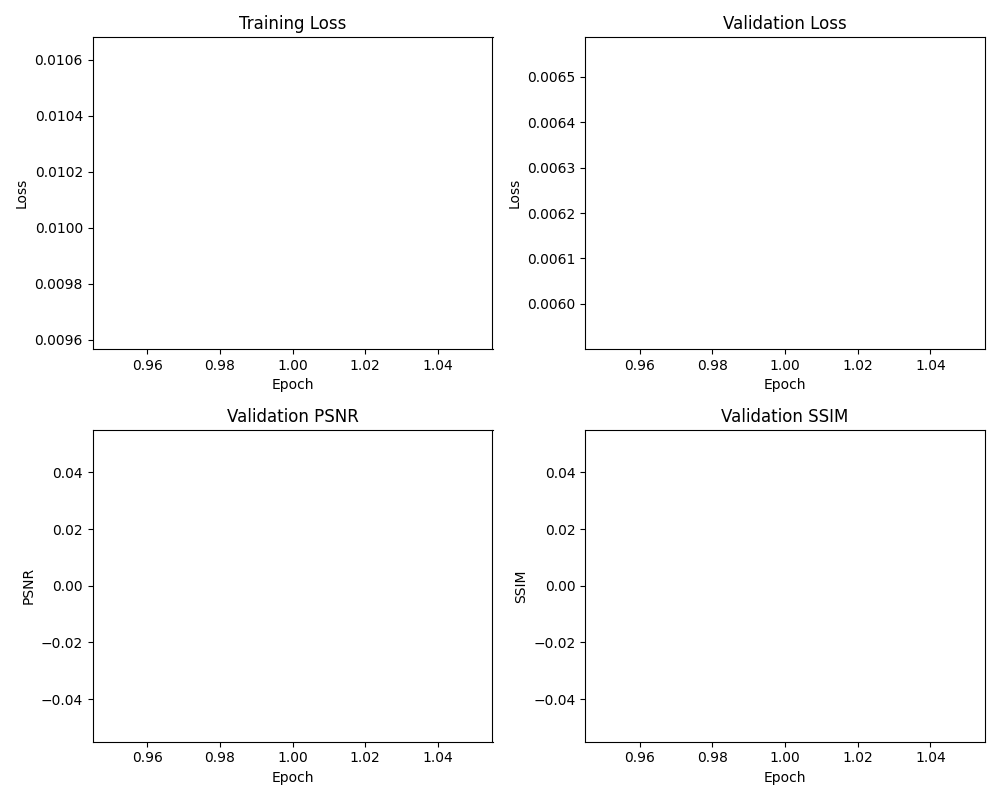 Training Loss
Validation Loss
0.0106
0.0104
0.0102
0.0100
0.0098
0.0096
Loss
0.96 0.98 1.00 1.02 1.04
Epoch
0.0065
0.0064
0.0063
0.0062
0.0061
0.0060
Loss
0.96 0.98 1.00 1.02 1.04
Epoch
Validation PSNR
Validation SSIM
0.04
0.02
0.00
−0.02
−0.04
PSNR
0.96 0.98 1.00 1.02 1.04
Epoch
0.04
0.02
0.00
−0.02
−0.04
SSIM
0.96 0.98 1.00 1.02 1.04
Epoch